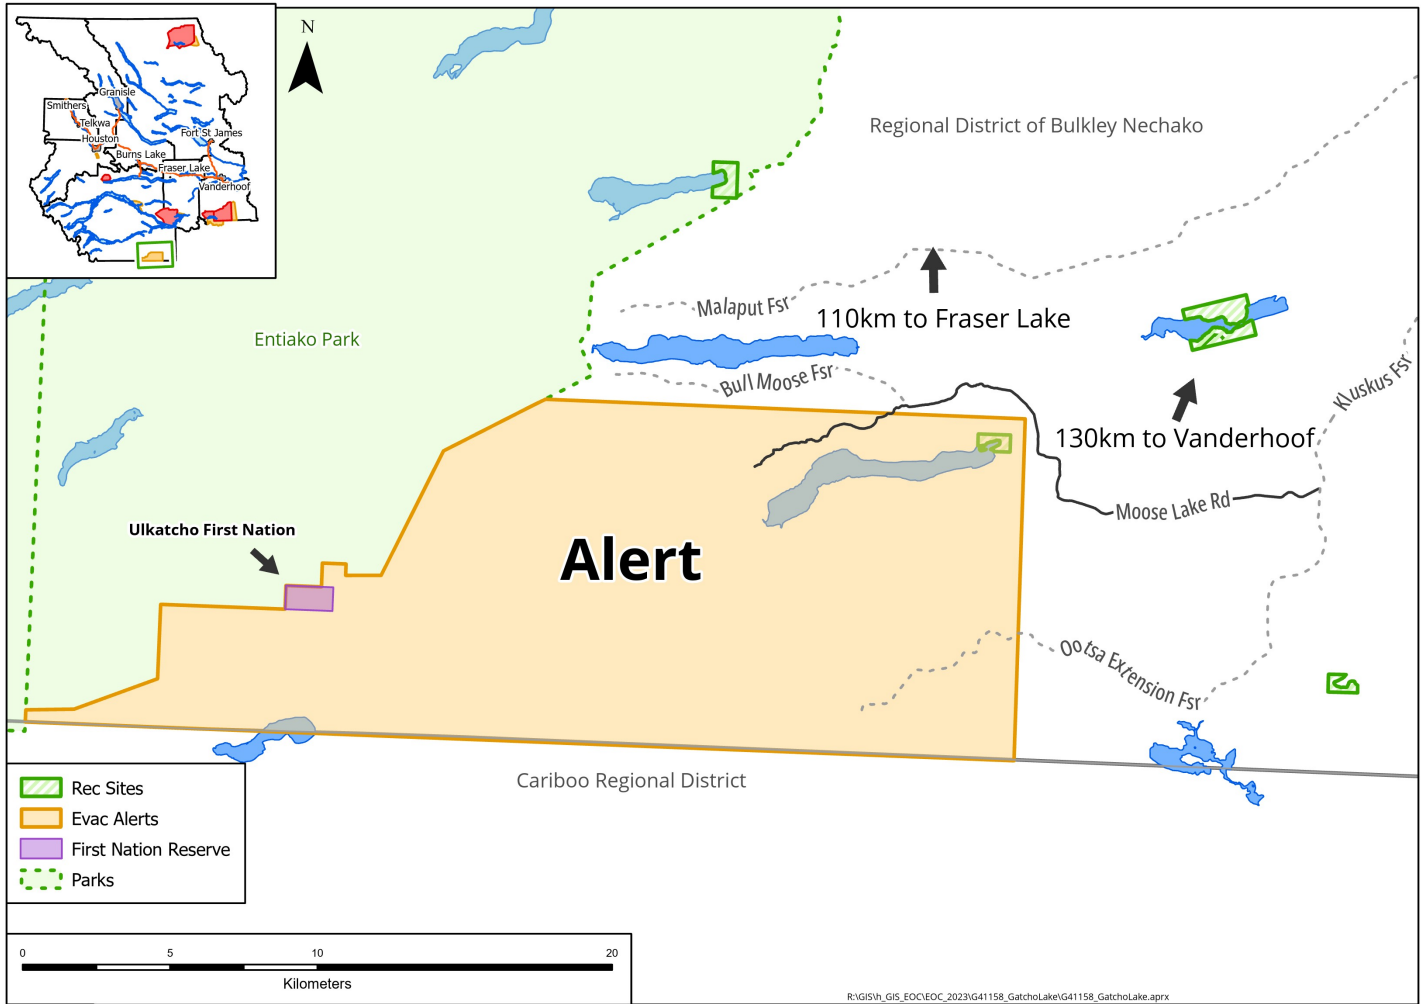 N
Granisle
Smithers
Telkwa
Houston
Fort St James
Burns Lake
Fraser Lake
Vanderhoof
Regional District of Bulkley Nechako
Malaput Fsr
110km to Fraser Lake
Entiako Park
Bull Moose Fsr
Kluskus Fsr
130km to Vanderhoof
Moose Lake Rd
Ulkatcho First Nation
Alert
Ootsa Extension Fsr
Cariboo Regional District
Rec Sites
Evac Alerts
First Nation Reserve
Parks
0 5 10 20
Kilometers
R:\GIS\h_GIS_EOC\EOC_2023\G41158_GatchoLake\G41158_GatchoLake.aprx